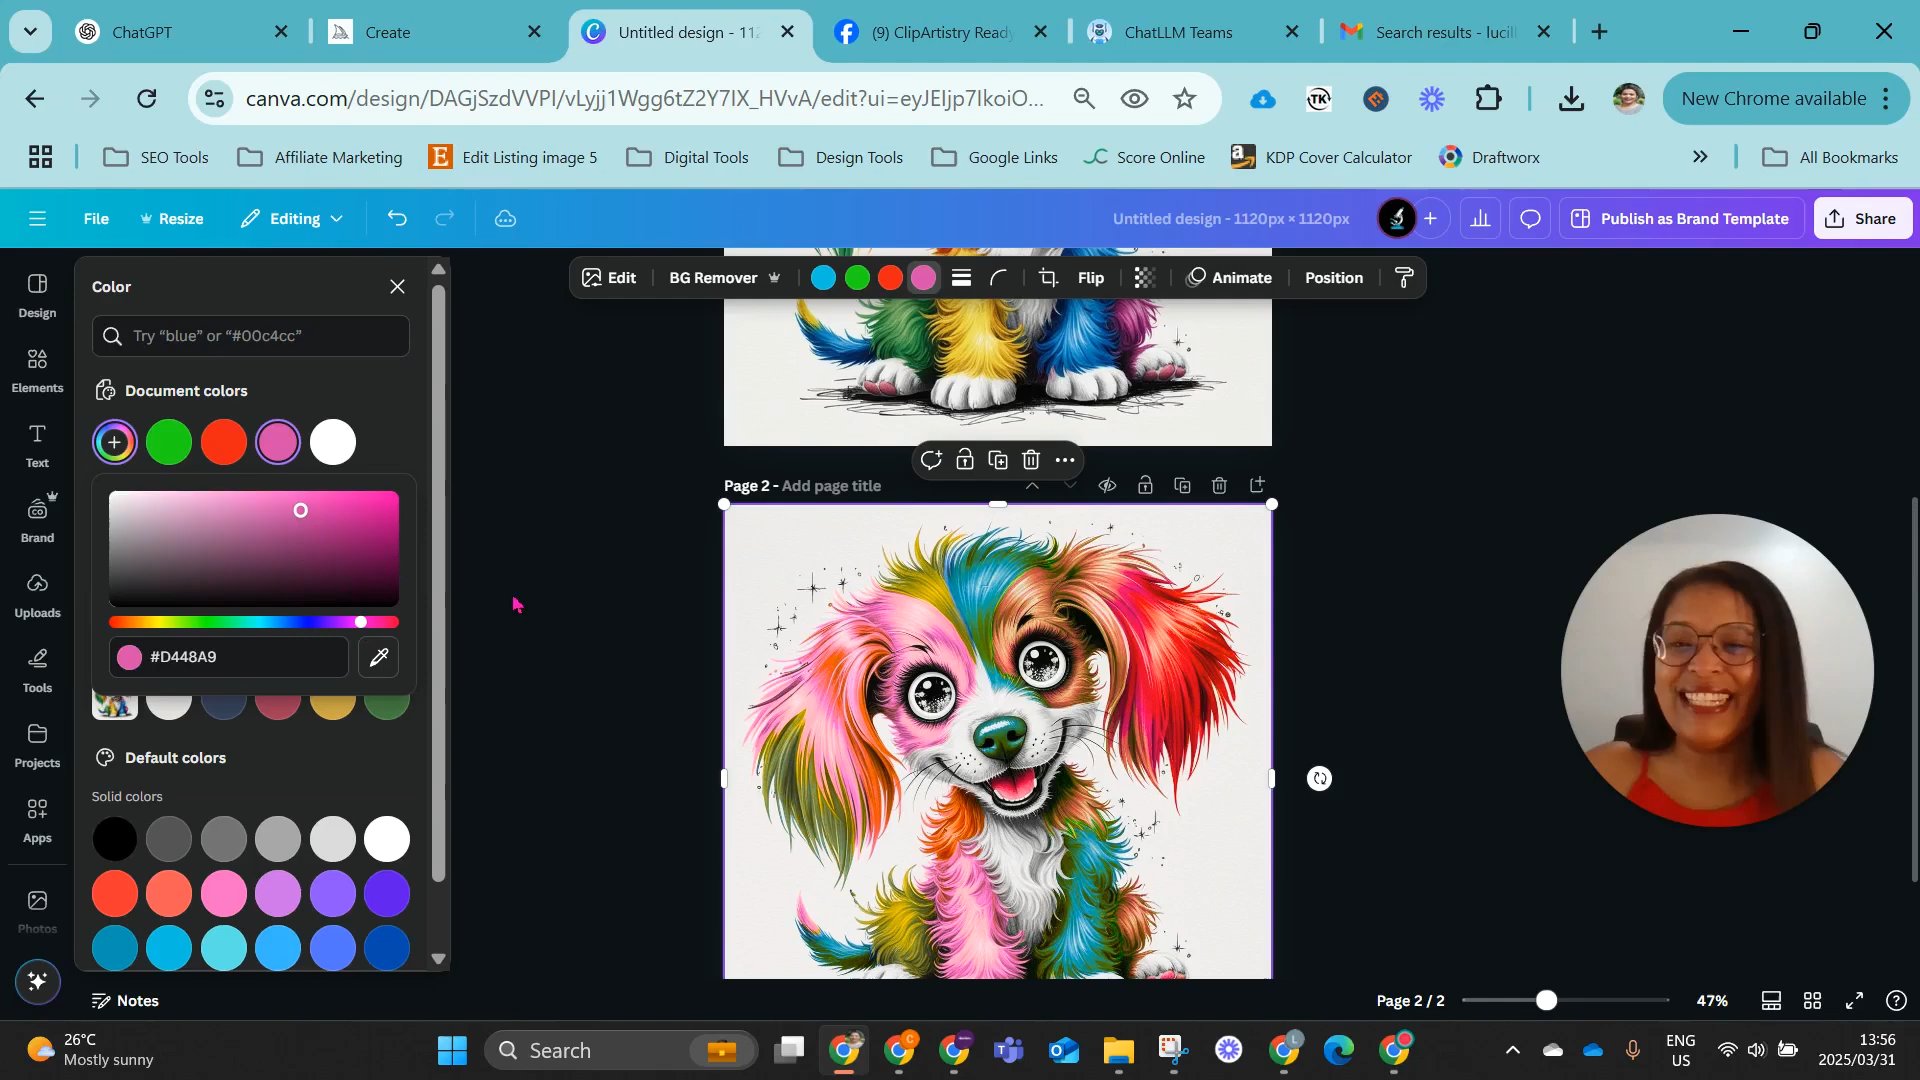 ChatGPT
Create
Untitled design - 112
(9) ClipArtistry Ready
ChatLLM Teams
Search results - lucill
canva.com/design/DAGjSzdVVPI/vLyjj1Wgg6tZ2Y7IX_HVvA/edit?ui=eyJEIjp7IkoiO...
New Chrome available
SEO Tools
Affiliate Marketing
Edit Listing image 5
Digital Tools
Design Tools
Google Links
Score Online
KDP Cover Calculator
Draftworx
All Bookmarks
File
Resize
Editing
Untitled design - 1120px × 1120px
Publish as Brand Template
Share
Design
Elements
Text
Brand
Uploads
Tools
Projects
Apps
Photos
Color
Try “blue” or “#00c4cc”
Document colors
#D448A9
Default colors
Solid colors
Edit
BG Remover
Flip
Animate
Position
Page 2 - Add page title
Notes
Page 2 / 2
47%
26°C
Mostly sunny
Search
ENG
US
13:56
2025/03/31